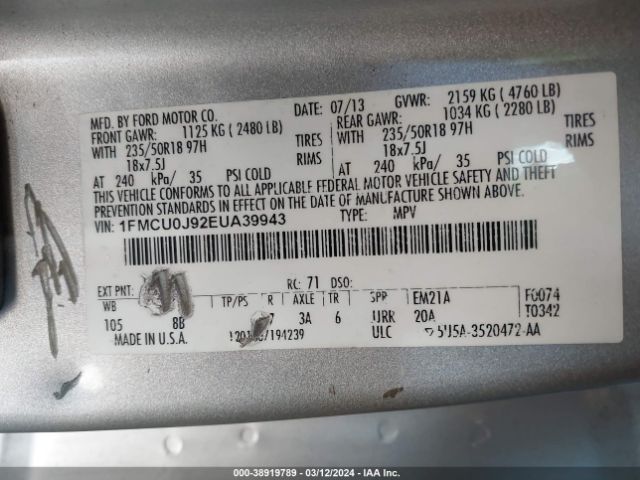 MFD. BY FORD MOTOR CO.
DATE: 07/13 GVWR: 2159 KG ( 4760 LB)
FRONT GAWR: 1125 KG ( 2480 LB) REAR GAWR: 1034 KG ( 2280 LB)
WITH 235/50R18 97H TIRES WITH 235/50R18 97H TIRES
18x7.5J RIMS 18x7.5J RIMS
AT 240 kPa/ 35 PSI COLD AT 240 kPa/ 35 PSI COLD
THIS VEHICLE CONFORMS TO ALL APPLICABLE FEDERAL MOTOR VEHICLE SAFETY AND THEFT
PREVENTION STANDARDS IN EFFECT ON THE DATE OF MANUFACTURE SHOWN ABOVE.
VIN: 1FMCU0J92EUA39943 TYPE: MPV
EXT PNT: RC: 71 DSO:
WB TP/PS R AXLE TR SPR EM21A F0074
105 8B 7 3A 6 URR 20A T0342
MADE IN U.S.A. ULC
000-38919789 - 03/12/2024 - IAA Inc.